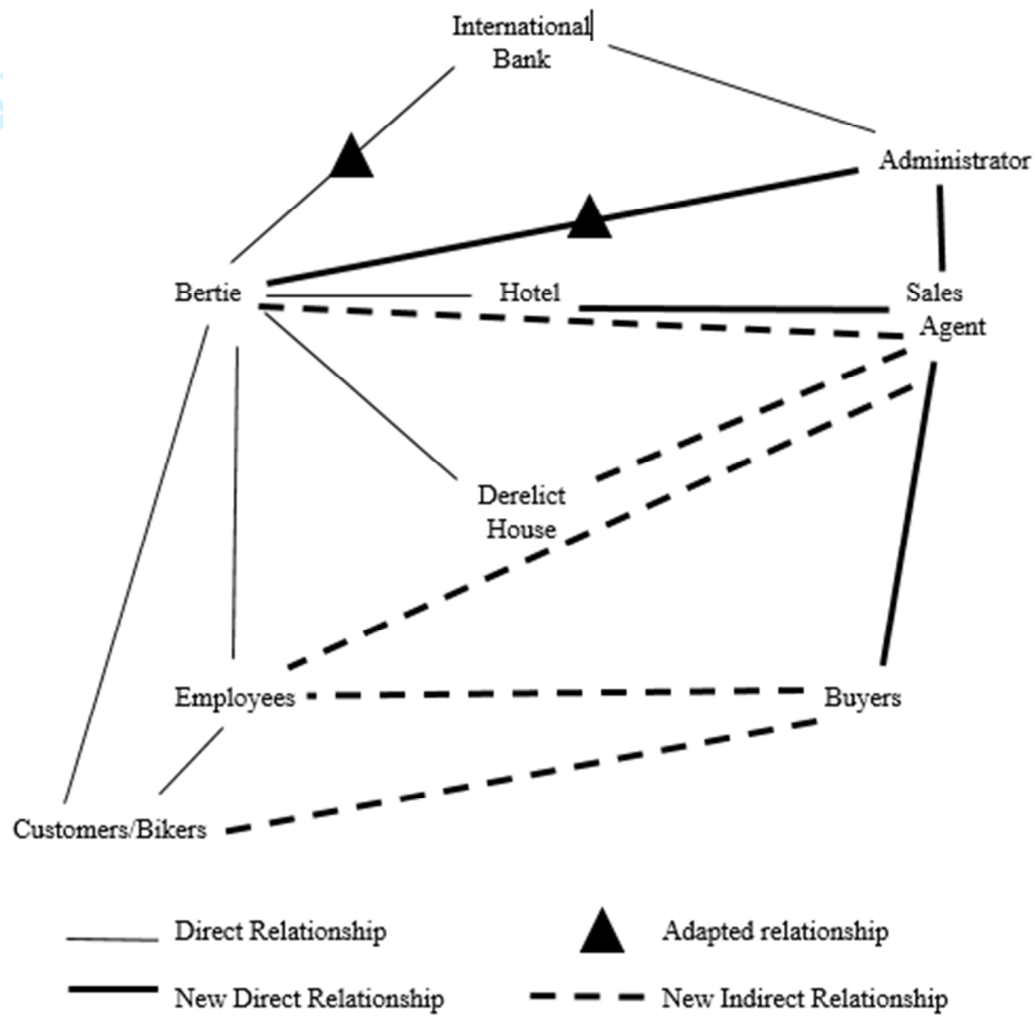 International
Bank
Administrator
Bertie
Hotel
Sales
Agent
Derelict
House
Employees
Buyers
Customers/Bikers
Direct Relationship
Adapted relationship
New Direct Relationship
New Indirect Relationship